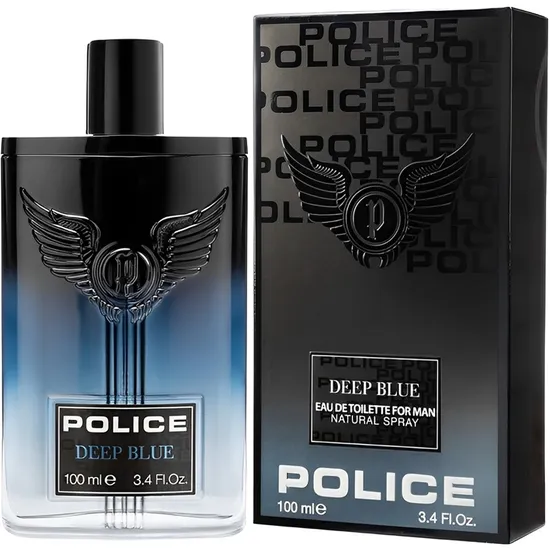 P
POLICE
DEEP BLUE
100 ml e 3.4 Fl.Oz.
POLICE
POLICE
POLICE
POLICE
P
DEEP BLUE
EAU DE TOILETTE FOR MAN
NATURAL SPRAY
POLICE
100 ml e 3.4 Fl.Oz.